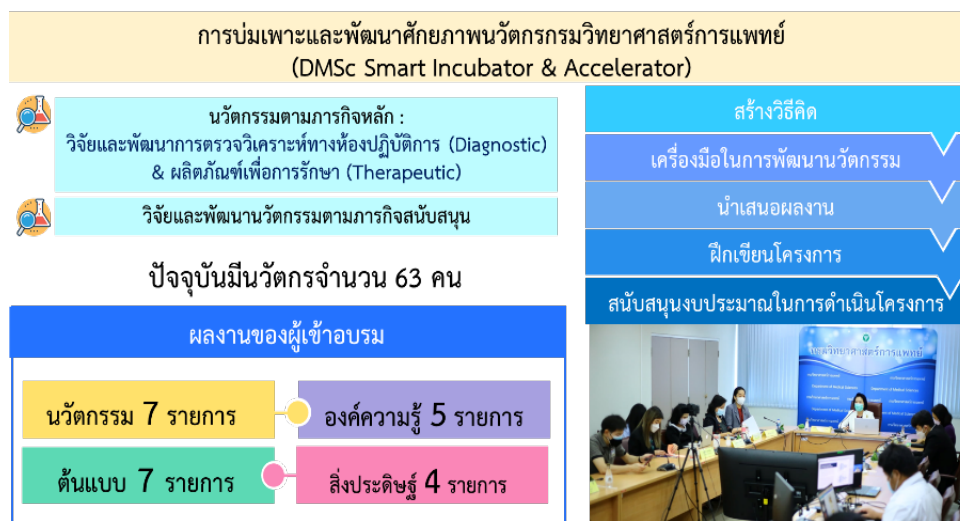 การบ่มเพาะและพัฒนาศักยภาพนวัตกรกรมวิทยาศาสตร์การแพทย์
(DMSc Smart Incubator & Accelerator)
นวัตกรรมตามภารกิจหลัก :
วิจัยและพัฒนาการตรวจวิเคราะห์ทางห้องปฏิบัติการ (Diagnostic)
& ผลิตภัณฑ์เพื่อการรักษา (Therapeutic)
วิจัยและพัฒนานวัตกรรมตามภารกิจสนับสนุน
ปัจจุบันมีนวัตกรจำนวน 63 คน
ผลงานของผู้เข้าอบรม
นวัตกรรม 7 รายการ
องค์ความรู้ 5 รายการ
ต้นแบบ 7 รายการ
สิ่งประดิษฐ์ 4 รายการ
สร้างวิธีคิด
เครื่องมือในการพัฒนานวัตกรรม
นำเสนอผลงาน
ฝึกเขียนโครงการ
สนับสนุนงบประมาณในการดำเนินโครงการ
กรมวิทยาศาสตร์การแพทย์
Department of Medical Sciences